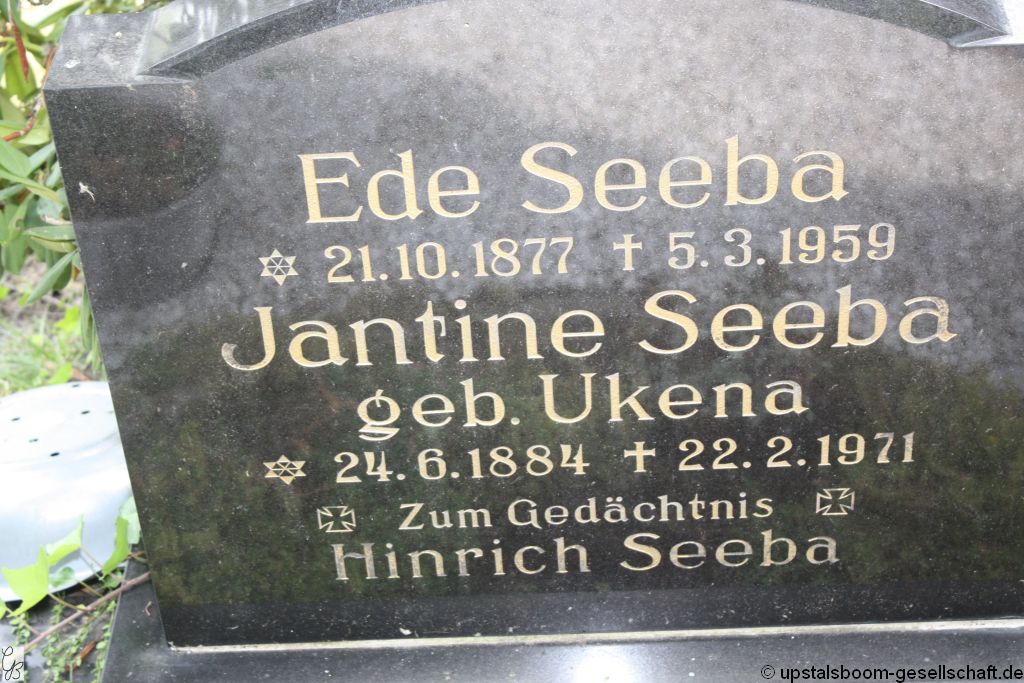 Ede Seeba
✡ 21.10.1877 † 5.3.1959
Jantine Seeba
geb. Ukena
✡ 24.6.1884 † 22.2.1971
✠ Zum Gedächtnis ✠
Hinrich Seeba
© upstalsboom-gesellschaft.de